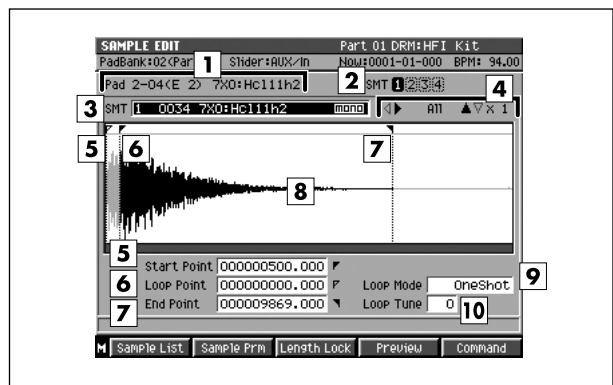 SAMPLE EDIT Part 01 DRM:HFI Kit
PadBank:02<Par Slider:AUX/In Now:0001-01-000 BPM: 94.00
1
Pad 2-04<E 2> 7X0:Hc111h2 2 SMT 1 2 3 4
4
3 SMT 1 0034 7X0:Hc111h2 mono All X 1
5 6 7
8
5 Start Point 000000500.000
9
6 Loop Point 000000000.000 Loop Mode OneShot
7 End Point 000009869.000 Loop Tune 0 10
M Sample List Sample Prm Length Lock Preview Command